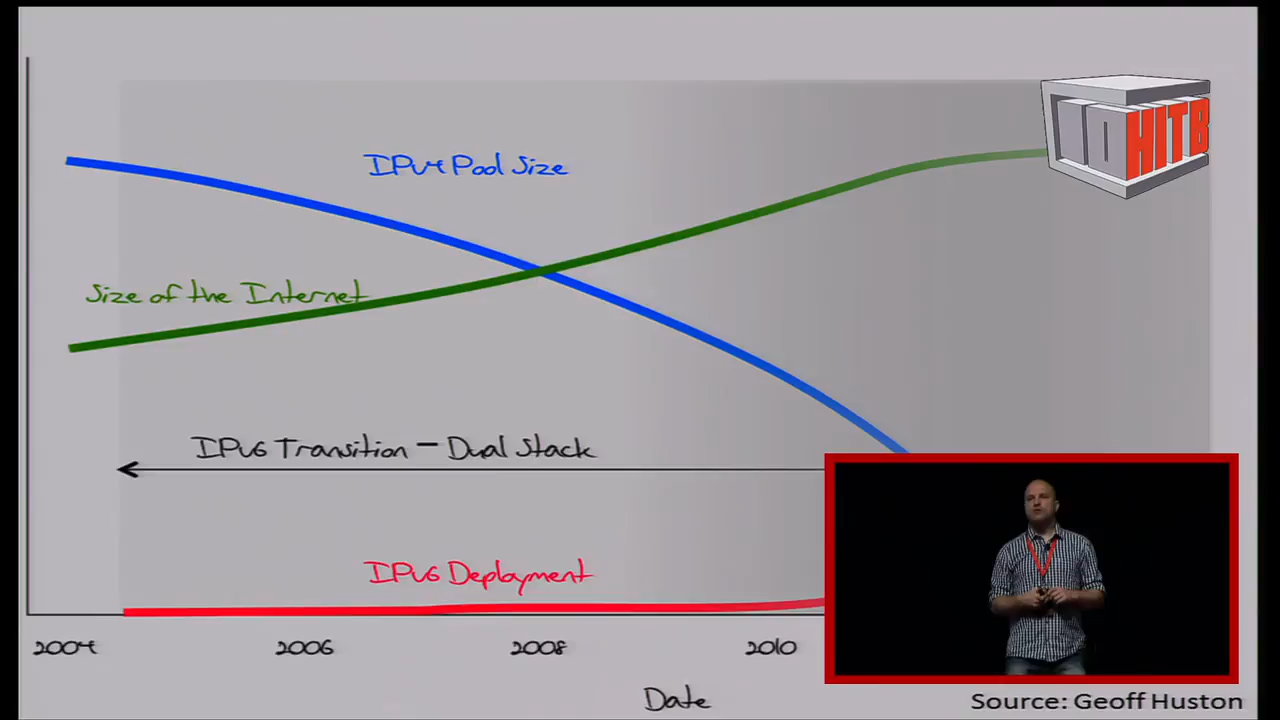 10 HITB
IPv4 Pool Size
Size of the Internet
IPv6 Transition - Dual Stack
IPv6 Deployment
2004 2006 2008 2010
Date
Source: Geoff Huston